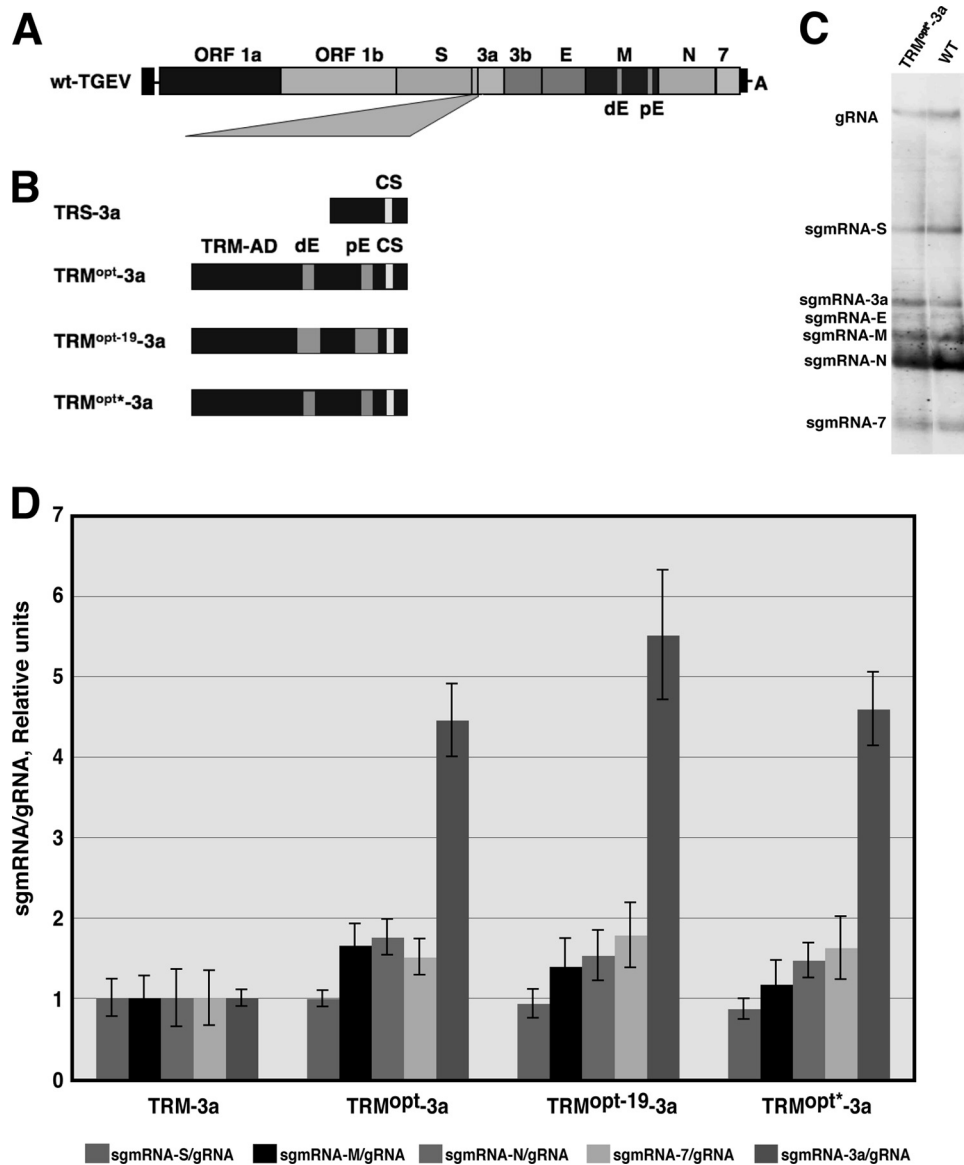 A
ORF 1a ORF 1b S 3a 3b E M N 7
wt-TGEV
A
dE pE
B
CS
TRS-3a
TRM-AD dE pE CS
TRMopt-3a
TRMopt-19-3a
TRMopt*-3a
C
TRMopt*-3a WT
gRNA
sgmRNA-S
sgmRNA-3a
sgmRNA-E
sgmRNA-M
sgmRNA-N
sgmRNA-7
D
sgmRNA/gRNA, Relative units
7
6
5
4
3
2
1
0
TRM-3a TRMopt-3a TRMopt-19-3a TRMopt*-3a
sgmRNA-S/gRNA sgmRNA-M/gRNA sgmRNA-N/gRNA sgmRNA-7/gRNA sgmRNA-3a/gRNA